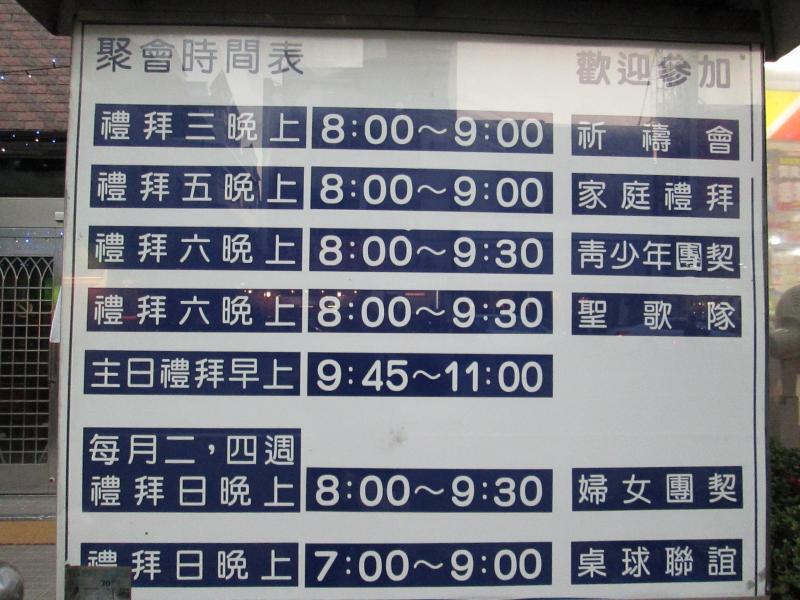 聚會時間表 歡迎參加
禮拜三晚上 8:00～9:00 祈禱會
禮拜五晚上 8:00～9:00 家庭禮拜
禮拜六晚上 8:00～9:30 青少年團契
禮拜六晚上 8:00～9:30 聖歌隊
主日禮拜早上 9:45～11:00
每月二，四週
禮拜日晚上 8:00～9:30 婦女團契
禮拜日晚上 7:00～9:00 桌球聯誼